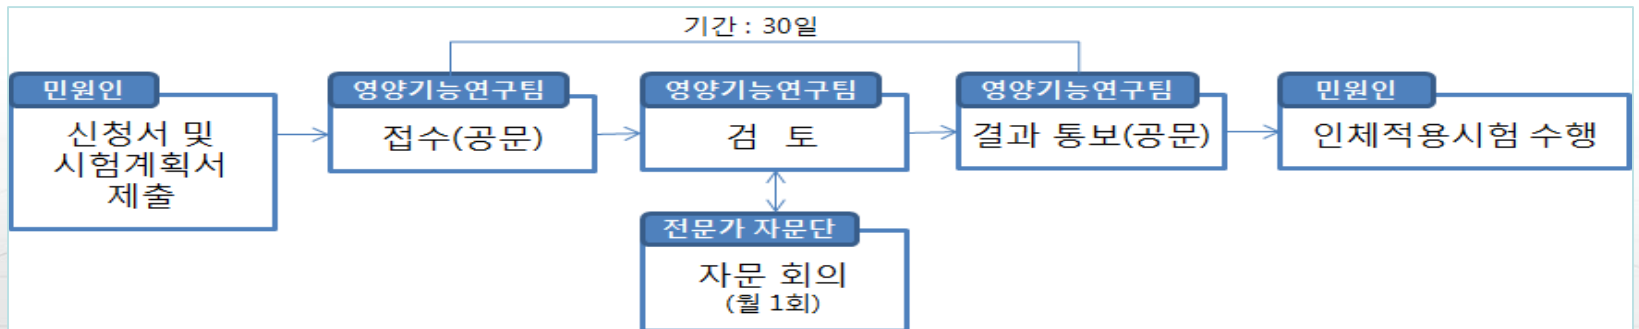 기간 : 30일
민원인
신청서 및
시험계획서
제출
영양기능연구팀
접수(공문)
영양기능연구팀
검 토
영양기능연구팀
결과 통보(공문)
민원인
인체적용시험 수행
전문가 자문단
자문 회의
(월 1회)